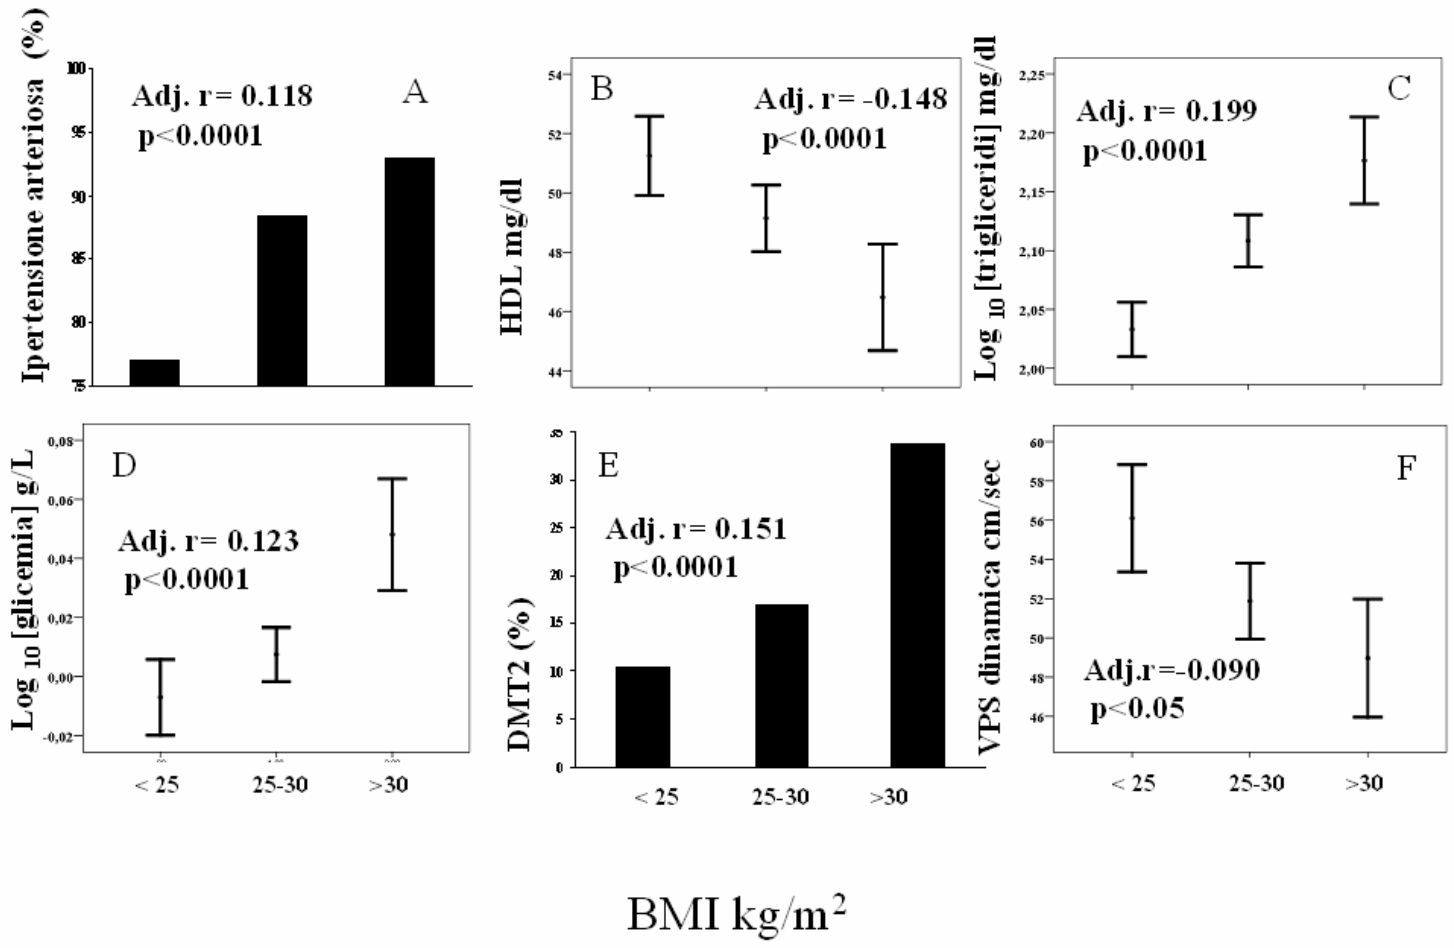 Ipertensione arteriosa (%)
100
95
90
85
80
75
Adj. r= 0.118
p<0.0001
A
HDL mg/dl
54
52
50
48
46
44
B
Adj. r= -0.148
p<0.0001
Log 10 [trigliceridi] mg/dl
2,25
2,20
2,15
2,10
2,05
2,00
Adj. r= 0.199
p<0.0001
C
Log 10 [glicemia] g/L
0,08
0,06
0,04
0,02
0,00
-0,02
D
Adj. r= 0.123
p<0.0001
< 25 25-30 >30
DMT2 (%)
35
30
25
20
15
10
5
0
E
Adj. r= 0.151
p<0.0001
< 25 25-30 >30
VPS dinamica cm/sec
60
58
56
54
52
50
48
46
F
Adj.r=-0.090
p<0.05
< 25 25-30 >30
BMI kg/m²